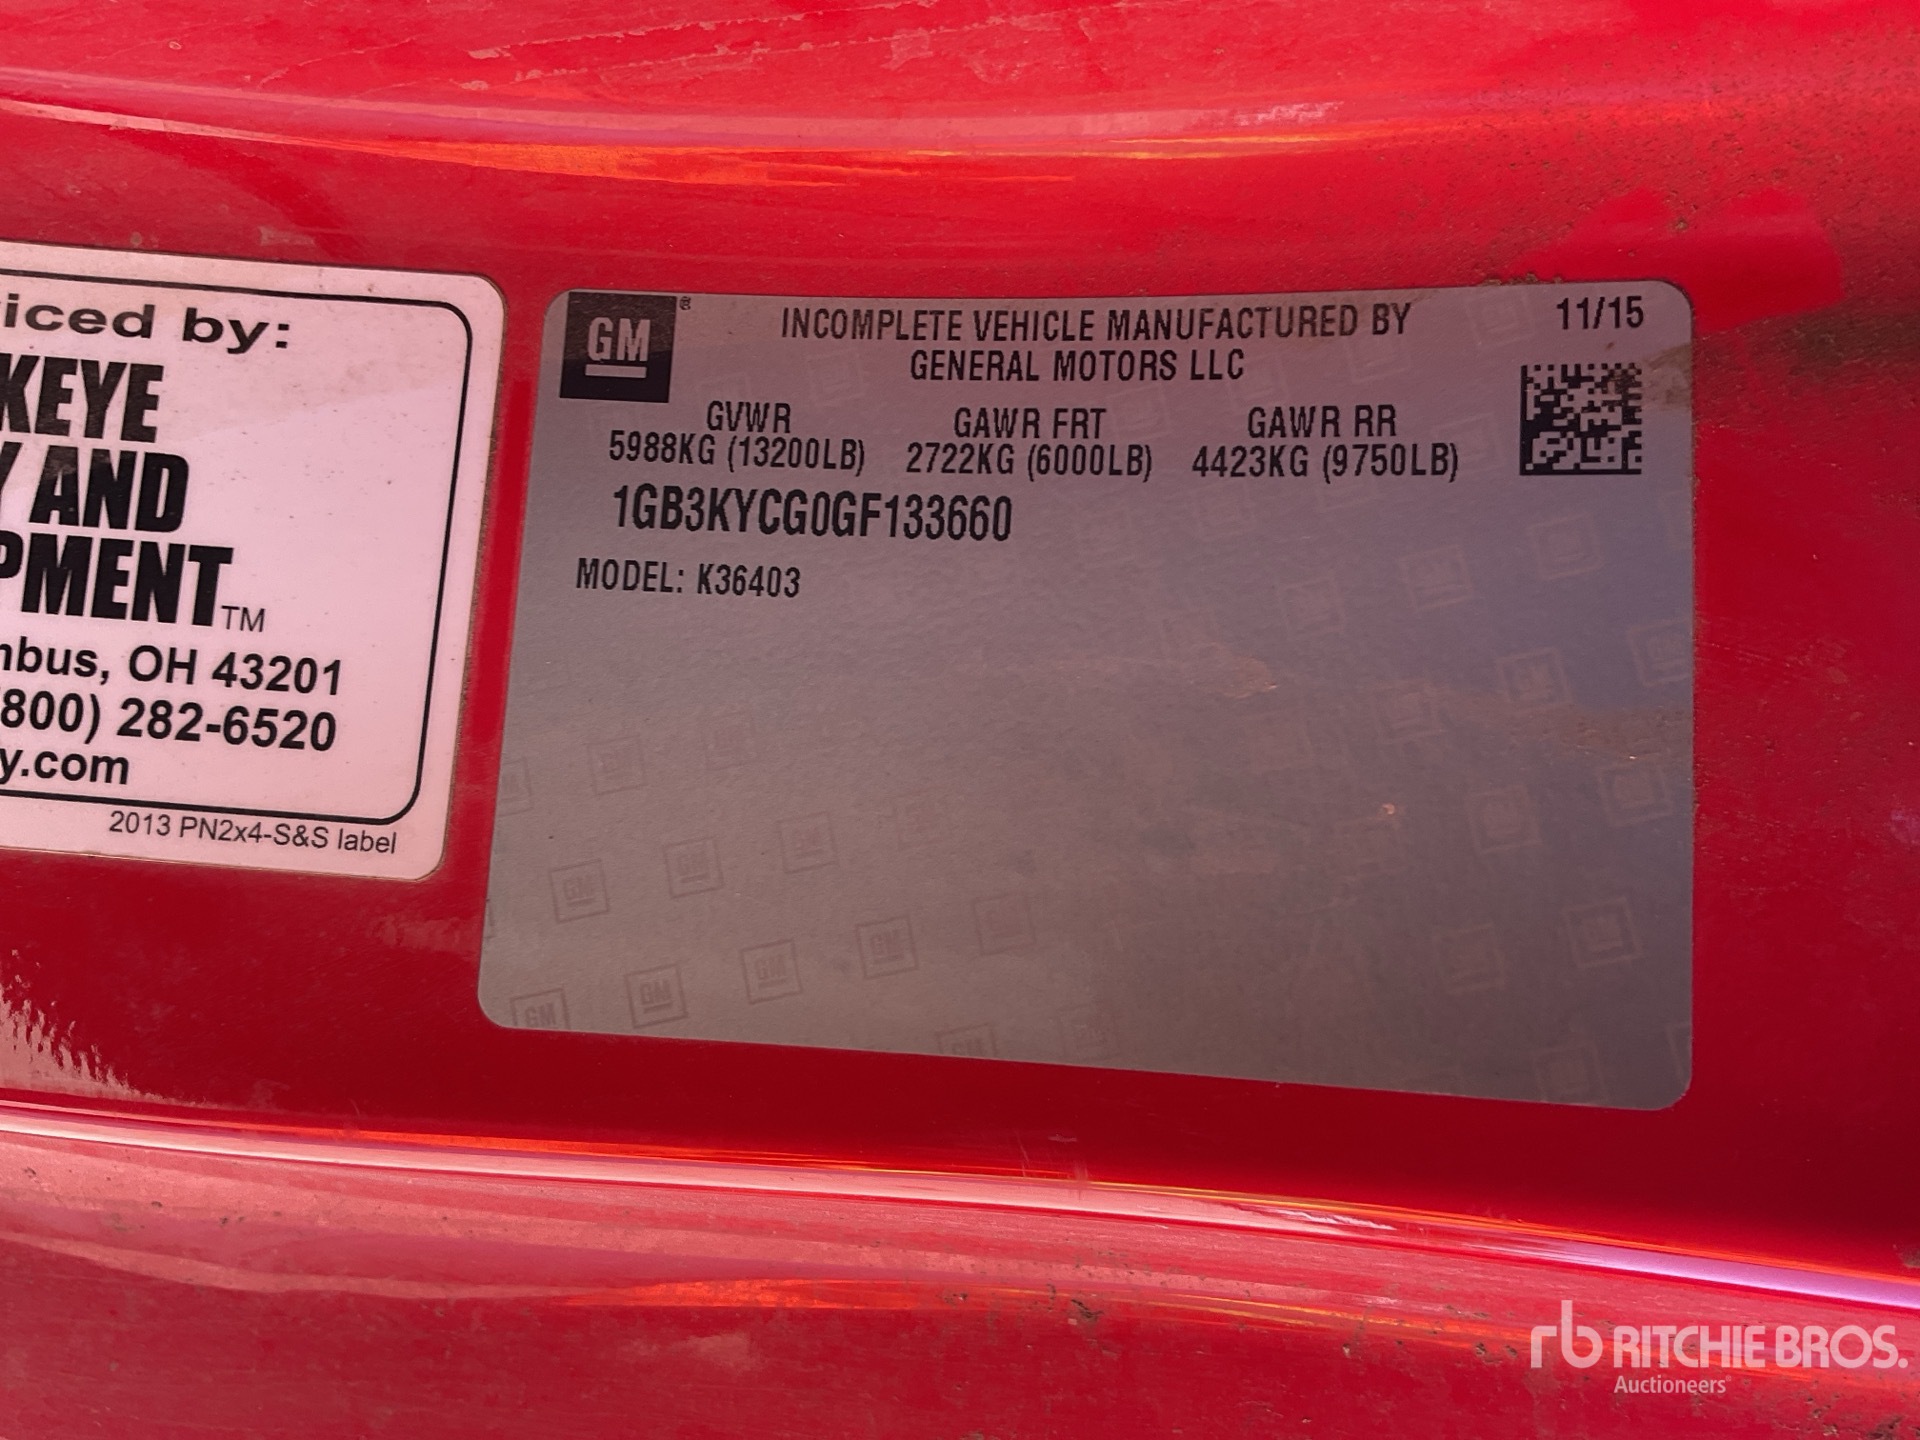 iced by:
KEYE
Y AND
PMENT™
mbus, OH 43201
(800) 282-6520
y.com
2013 PN2x4-S&S label
GM®
INCOMPLETE VEHICLE MANUFACTURED BY
GENERAL MOTORS LLC
11/15
GVWR GAWR FRT GAWR RR
5988KG (13200LB) 2722KG (6000LB) 4423KG (9750LB)
1GB3KYCG0GF133660
MODEL: K36403
rb RITCHIE BROS.
Auctioneers